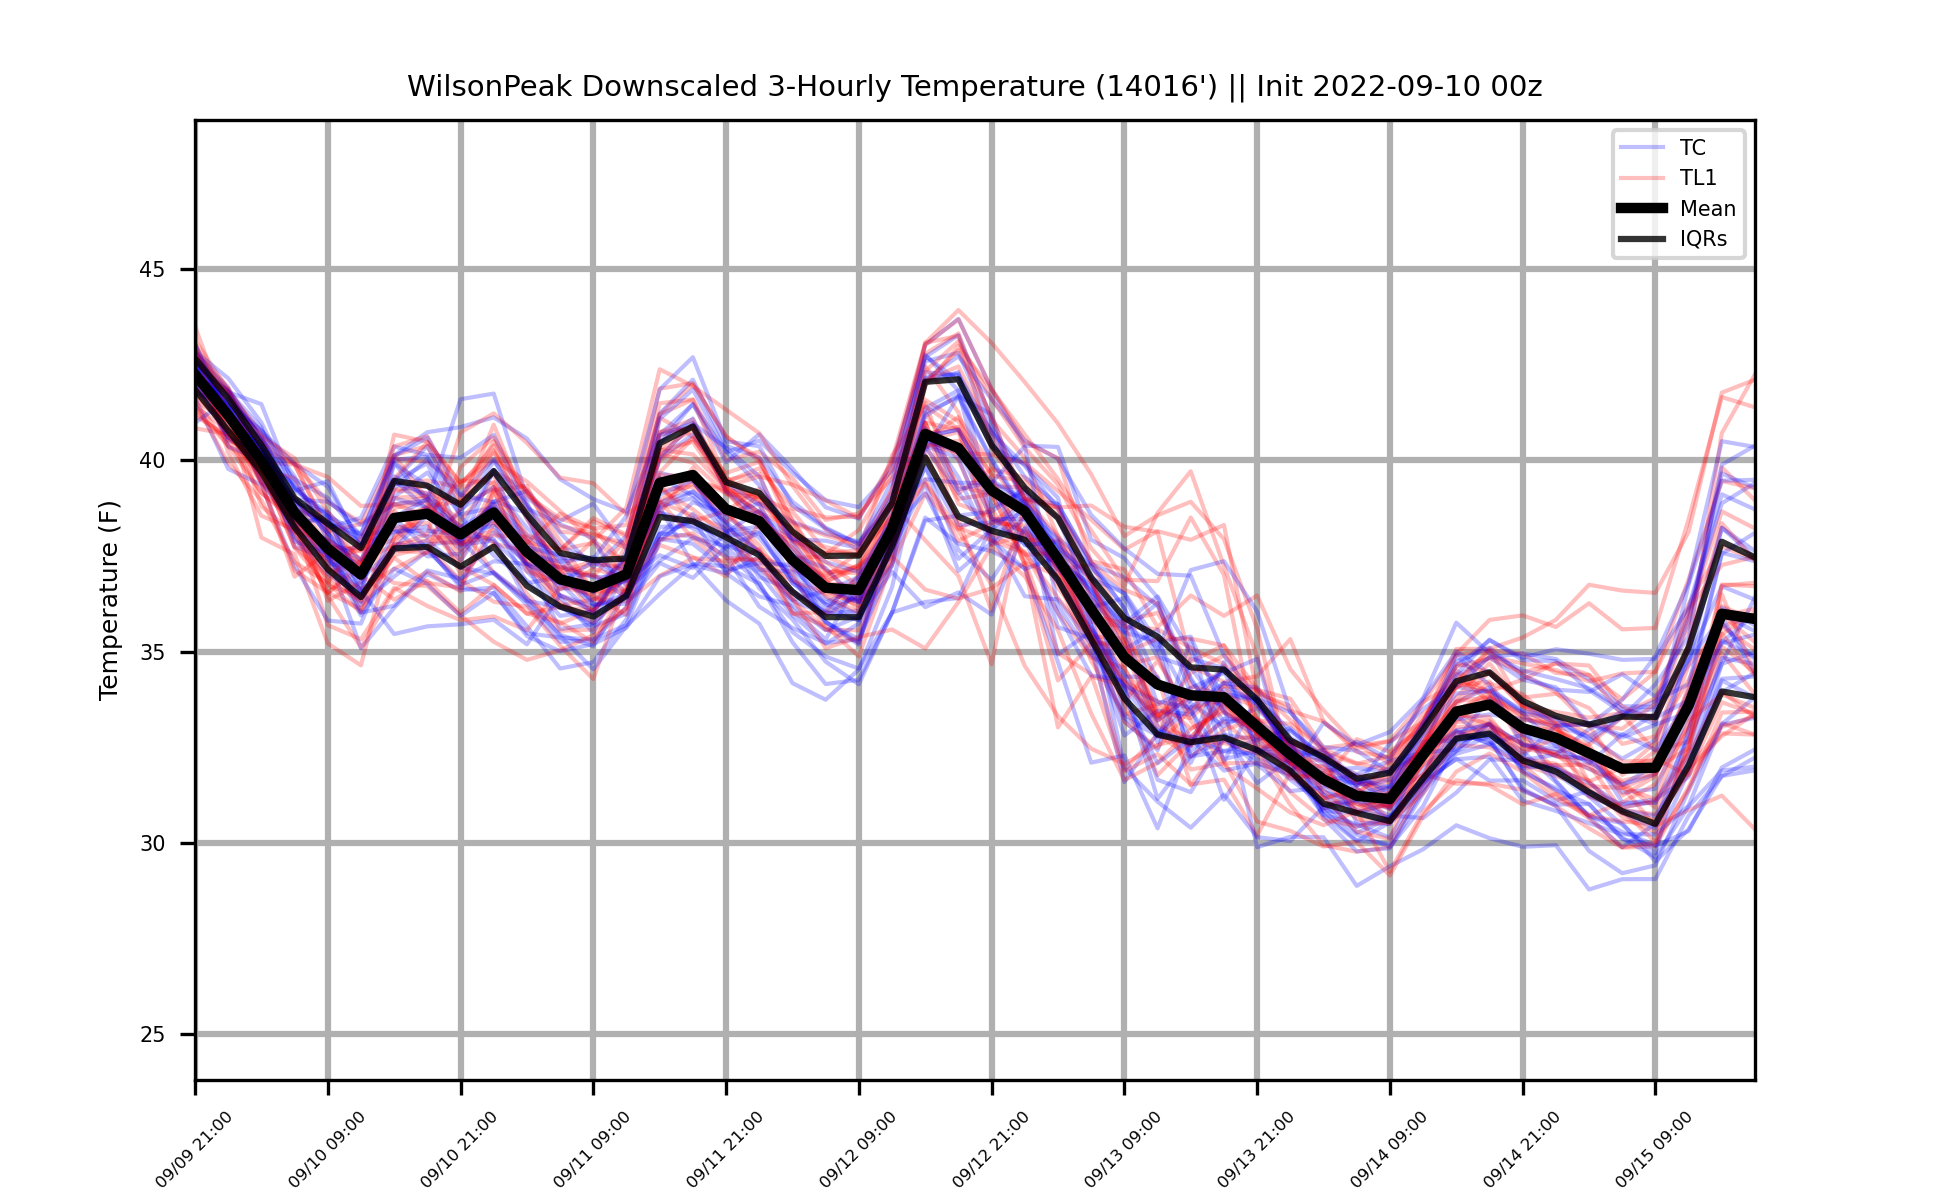 WilsonPeak Downscaled 3-Hourly Temperature (14016') || Init 2022-09-10 00z
TC
TL1
Mean
IQRs
Temperature (F)
45
40
35
30
25
09/09 21:00
09/10 09:00
09/10 21:00
09/11 09:00
09/11 21:00
09/12 09:00
09/12 21:00
09/13 09:00
09/13 21:00
09/14 09:00
09/14 21:00
09/15 09:00